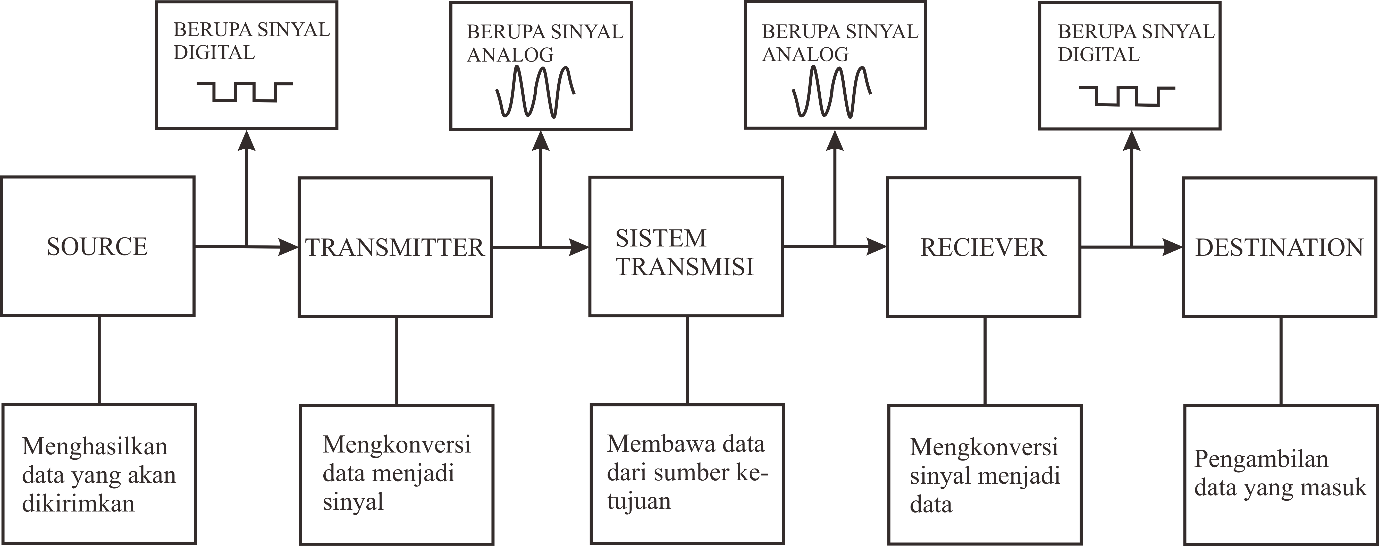 BERUPA SINYAL
DIGITAL
BERUPA SINYAL
ANALOG
BERUPA SINYAL
ANALOG
BERUPA SINYAL
DIGITAL
SOURCE
TRANSMITTER
SISTEM
TRANSMISI
RECIEVER
DESTINATION
Menghasilkan
data yang akan
dikirimkan
Mengkonversi
data menjadi
sinyal
Membawa data
dari sumber ke-
tujuan
Mengkonversi
sinyal menjadi
data
Pengambilan
data yang masuk